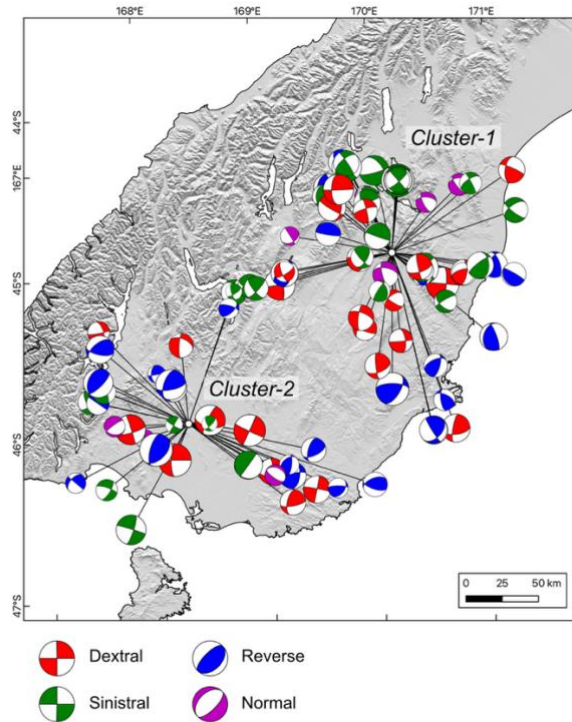 168°E 169°E 170°E 171°E
44°S
Cluster-1
167°E
45°S
Cluster-2
46°S
0 25 50 km
47°S
Dextral Reverse
Sinistral Normal